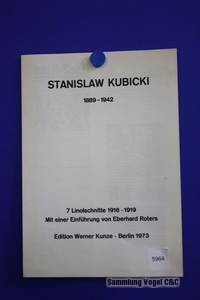 STANISLAW KUBICKI
1889-1942
7 Linolschnitte 1916 - 1919
Mit einer Einführung von Eberhard Roters
Edition Werner Kunze - Berlin 1973
5964
Sammlung Vogel C&C